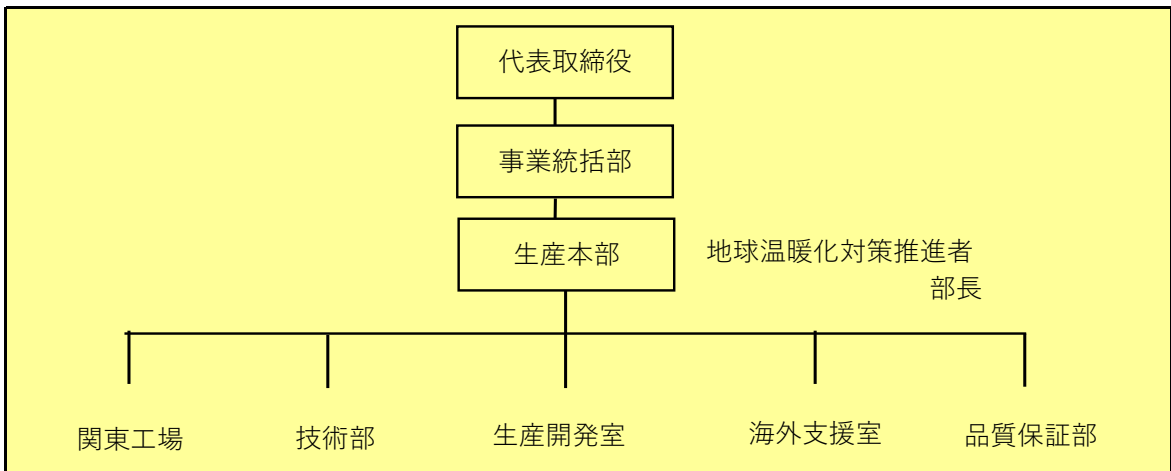 代表取締役
事業統括部
生産本部
地球温暖化対策推進者
部長
関東工場
技術部
生産開発室
海外支援室
品質保証部